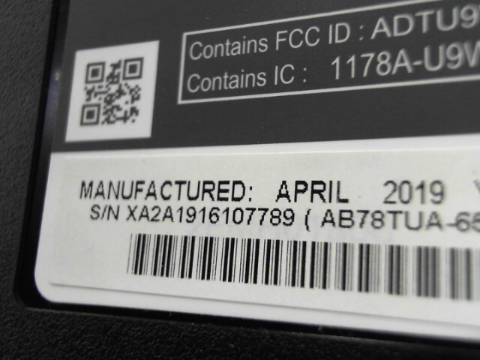 Contains FCC ID : ADTU9
Contains IC : 1178A-U9W
MANUFACTURED: APRIL 2019
S/N XA2A1916107789 ( AB78TUA-65